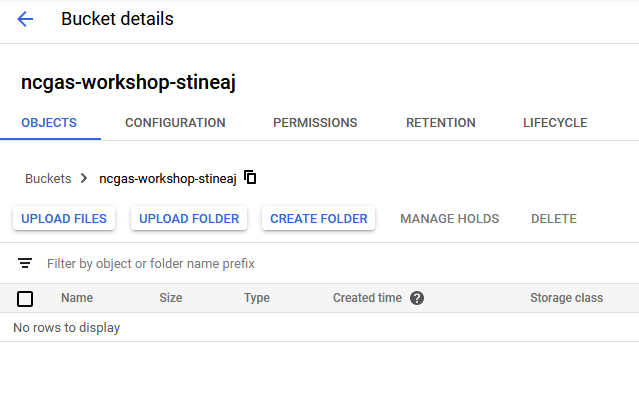 Bucket details
ncgas-workshop-stineaj
OBJECTS CONFIGURATION PERMISSIONS RETENTION LIFECYCLE
Buckets ncgas-workshop-stineaj
UPLOAD FILES UPLOAD FOLDER CREATE FOLDER MANAGE HOLDS DELETE
Filter by object or folder name prefix
Name Size Type Created time ? Storage class
No rows to display